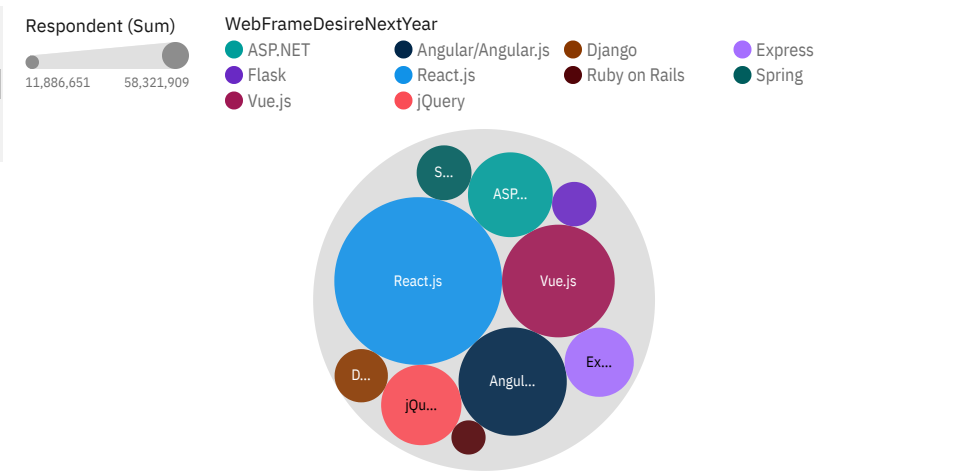 Respondent (Sum)
11,886,651 58,321,909
WebFrameDesireNextYear
ASP.NET Angular/Angular.js Django Express
Flask React.js Ruby on Rails Spring
Vue.js jQuery
S...
ASP...
React.js
Vue.js
Ex...
D...
Angul...
jQu...